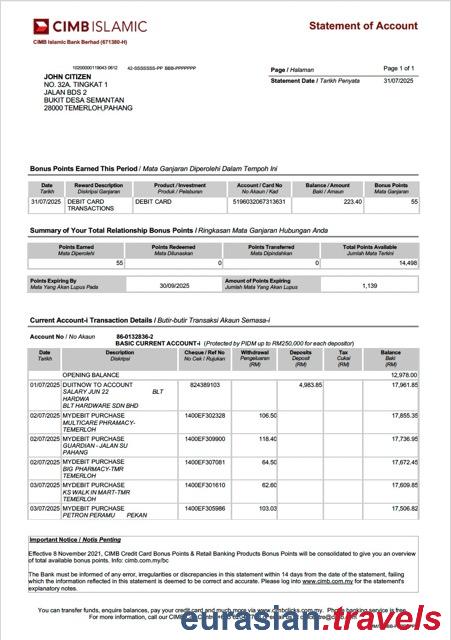 CIMB ISLAMIC
Statement of Account
CIMB Islamic Bank Berhad (671380-H)
10200000119043 0612 42-SSSSSSS-PP BBB-PPPPPPP
JOHN CITIZEN
NO. 32A. TINGKAT 1
JALAN BDS 2
BUKIT DESA SEMANTAN
28000 TEMERLOH,PAHANG
Page / Halaman Page 1 of 1
Statement Date / Tarikh Penyata 31/07/2025
Bonus Points Earned This Period / Mata Ganjaran Diperolehi Dalam Tempoh Ini
Date Reward Description Product / Investment Account / Card No Balance / Amount Bonus Points
Tarikh Diskripsi Ganjaran Produk / Pelaburan No Akaun / Kad Baki / Amaun Mata Ganjaran
31/07/2025 DEBIT CARD DEBIT CARD 5196032067313631 223.40 55
TRANSACTIONS
Summary of Your Total Relationship Bonus Points / Ringkasan Mata Ganjaran Hubungan Anda
Points Earned Points Redeemed Points Transferred Total Points Available
Mata Diperolehi Mata Dilunaskan Mata Dipindahkan Jumlah Mata Terkini
55 0 0 14,498
Points Expiring By 30/09/2025 Amount of Points Expiring 1,139
Mata Yang Akan Lupus Pada Jumlah Mata Yang Akan Lupus
Current Account-i Transaction Details / Butir-butir Transaksi Akaun Semasa-i
Account No / No Akaun 86-0132836-2
BASIC CURRENT ACCOUNT-i (Protected by PIDM up to RM250,000 for each depositor)
Date Description Cheque / Ref No Withdrawal Deposits Tax Balance
Tarikh Diskripsi No Cek / Rujukan Pengeluaran Deposit Cukai Baki
(RM) (RM) (RM) (RM)
OPENING BALANCE 12,978.00
01/07/2025 DUITNOW TO ACCOUNT 824389103 4,983.85 17,961.85
SALARY JUN 22 BLT
HARDWA
BLT HARDWARE SDN BHD
02/07/2025 MYDEBIT PURCHASE 1400EF302328 106.50 17,855.35
MULTICARE PHRAMACY-
TEMERLOH
02/07/2025 MYDEBIT PURCHASE 1400EF309900 118.40 17,736.95
GUARDIAN - JALAN SU
PAHANG
02/07/2025 MYDEBIT PURCHASE 1400EF307081 64.50 17,672.45
BIG PHARMACY-TMR
TEMERLOH
03/07/2025 MYDEBIT PURCHASE 1400EF301610 62.60 17,609.85
KS WALK IN MART-TMR
TEMERLOH
03/07/2025 MYDEBIT PURCHASE 1400EF305986 103.03 17,506.82
PETRON PERAMU PEKAN
Important Notice / Notis Penting
Effective 8 November 2021, CIMB Credit Card Bonus Points & Retail Banking Products Bonus Points will be consolidated to give you an overview
of total available bonus points. Info: cimb.com.my/bc
The Bank must be informed of any error, irregularities or discrepancies in this statement within 14 days from the date of the statement, failing
which the information reflected in this statement is deemed to be correct and accurate. Please log into www.cimb.com.my for the statement's
explanatory notes.
You can transfer funds, enquire balances, pay your credit card and much more via www.cimbclicks.com.my. Phone banking service is free.
For more information, call our CIMB
eurasian.travels